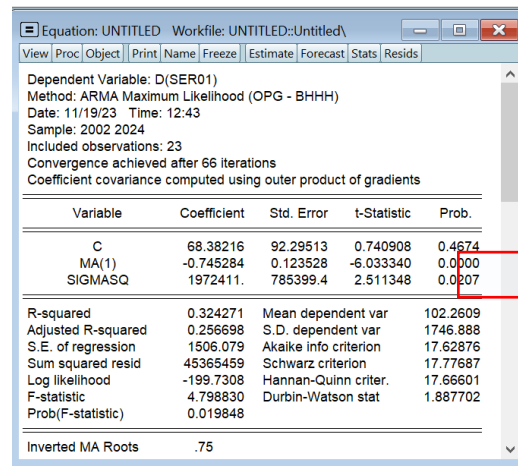 Equation: UNTITLED Workfile: UNTITLED::Untitled\
View Proc Object Print Name Freeze Estimate Forecast Stats Resids
Dependent Variable: D(SER01)
Method: ARMA Maximum Likelihood (OPG - BHHH)
Date: 11/19/23 Time: 12:43
Sample: 2002 2024
Included observations: 23
Convergence achieved after 66 iterations
Coefficient covariance computed using outer product of gradients
Variable Coefficient Std. Error t-Statistic Prob.
C 68.38216 92.29513 0.740908 0.4674
MA(1) -0.745284 0.123528 -6.033340 0.0000
SIGMASQ 1972411. 785399.4 2.511348 0.0207
R-squared 0.324271 Mean dependent var 102.2609
Adjusted R-squared 0.256698 S.D. dependent var 1746.888
S.E. of regression 1506.079 Akaike info criterion 17.62876
Sum squared resid 45365459 Schwarz criterion 17.77687
Log likelihood -199.7308 Hannan-Quinn criter. 17.66601
F-statistic 4.798830 Durbin-Watson stat 1.887702
Prob(F-statistic) 0.019848
Inverted MA Roots .75